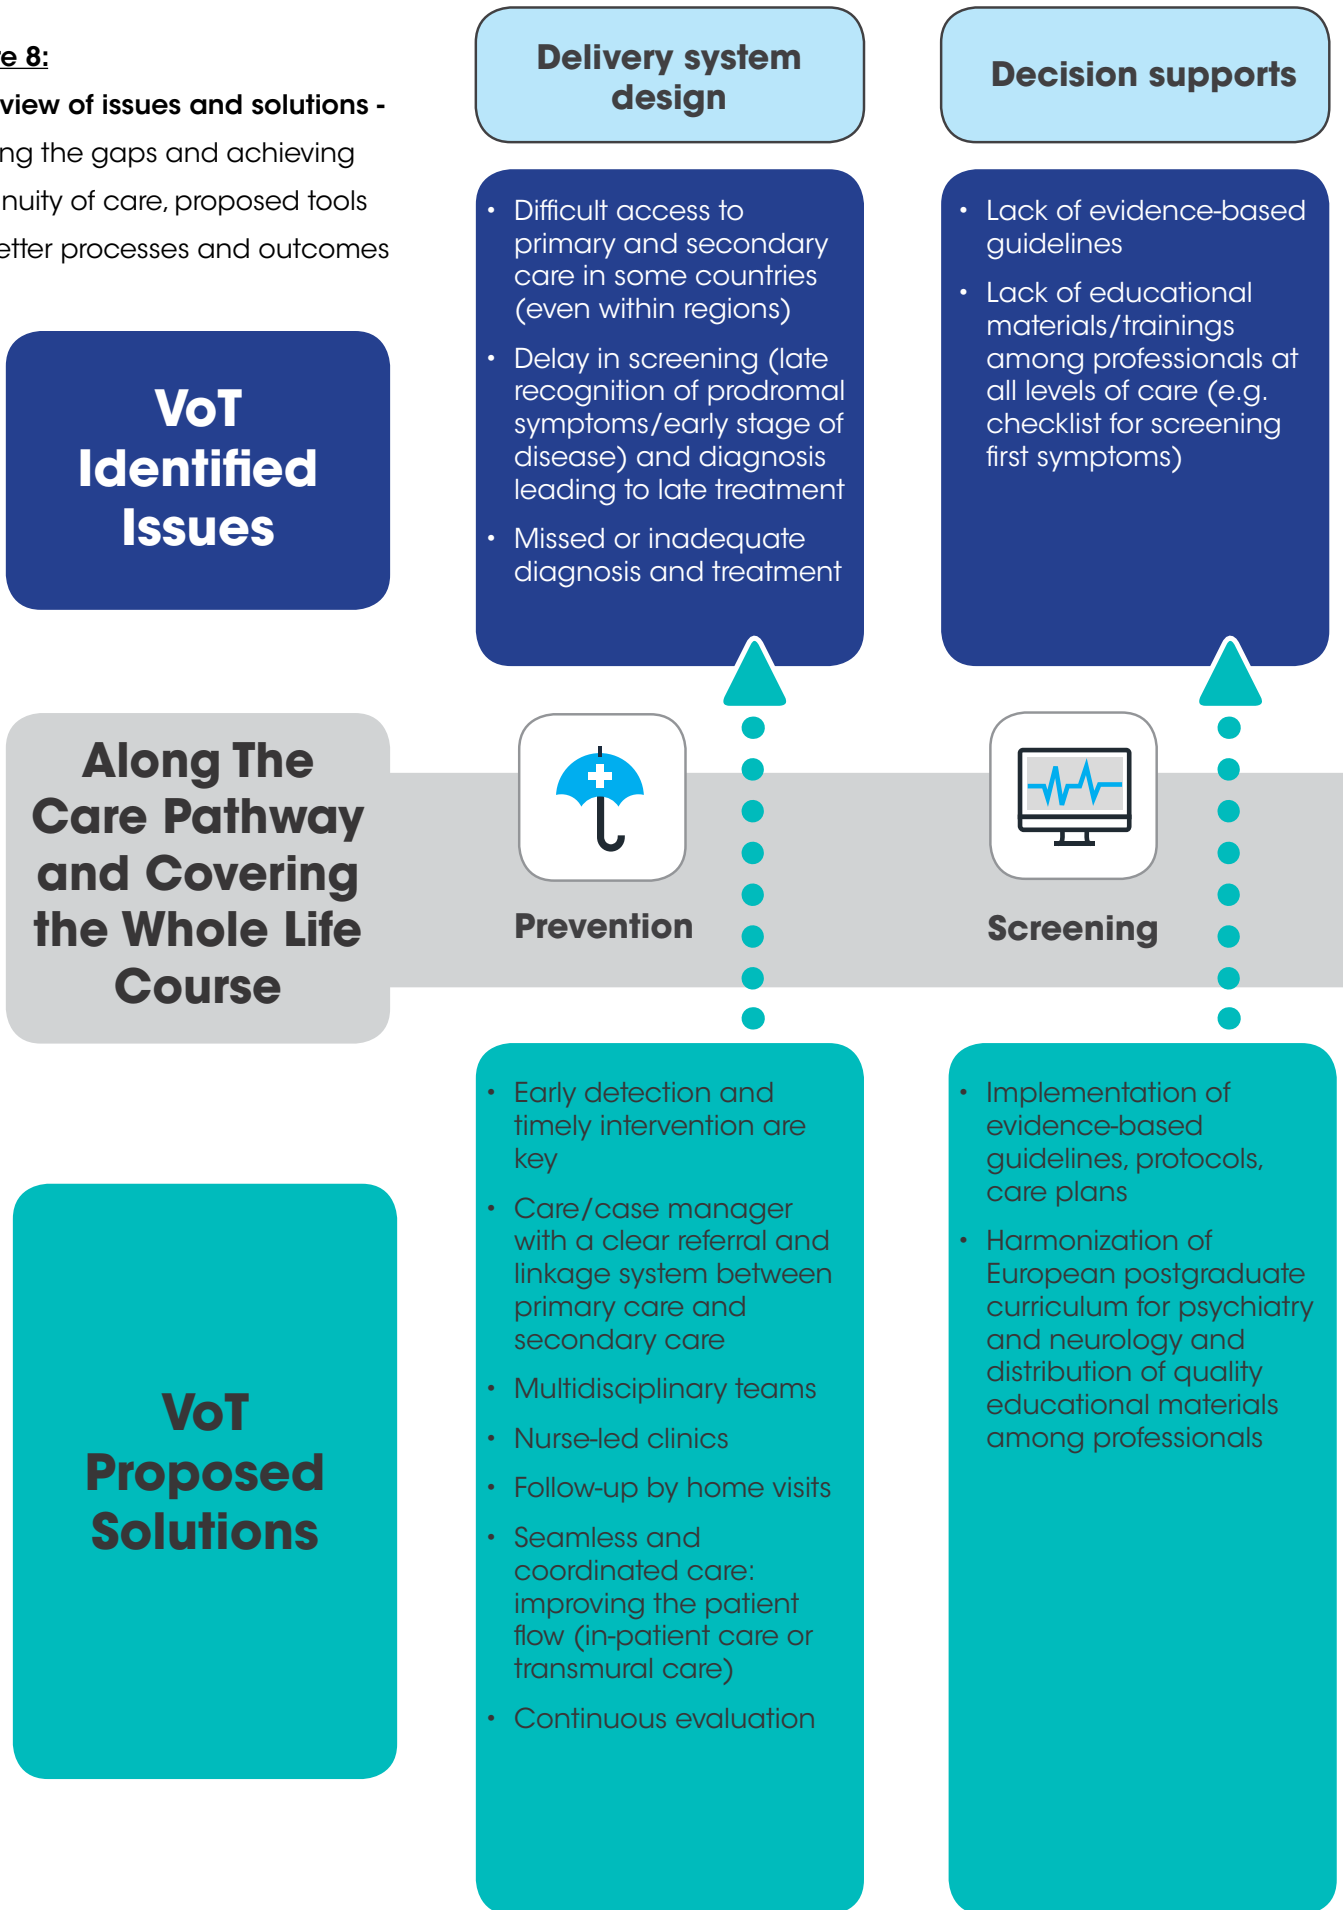 8:
view of issues and solutions -
the gaps and achieving
of care, proposed tools
processes and outcomes
Delivery system
design
Decision supports
VoT
Identified
Issues
• Difficult access to
primary and secondary
care in some countries
(even within regions)
• Delay in screening (late
recognition of prodromal
symptoms/early stage of
disease) and diagnosis
leading to late treatment
• Missed or inadequate
diagnosis and treatment
• Lack of evidence-based
guidelines
• Lack of educational
materials/trainings
among professionals at
all levels of care (e.g.
checklist for screening
first symptoms)
Along The
Care Pathway
and Covering
the Whole Life
Course
Prevention
Screening
VoT
Proposed
Solutions
• Early detection and
timely intervention are
key
• Care/case manager
with a clear referral and
linkage system between
primary care and
secondary care
• Multidisciplinary teams
• Nurse-led clinics
• Follow-up by home visits
• Seamless and
coordinated care:
improving the patient
flow (in-patient care or
transmural care)
• Continuous evaluation
• Implementation of
evidence-based
guidelines, protocols,
care plans
• Harmonization of
European postgraduate
curriculum for psychiatry
and neurology and
distribution of quality
educational materials
among professionals